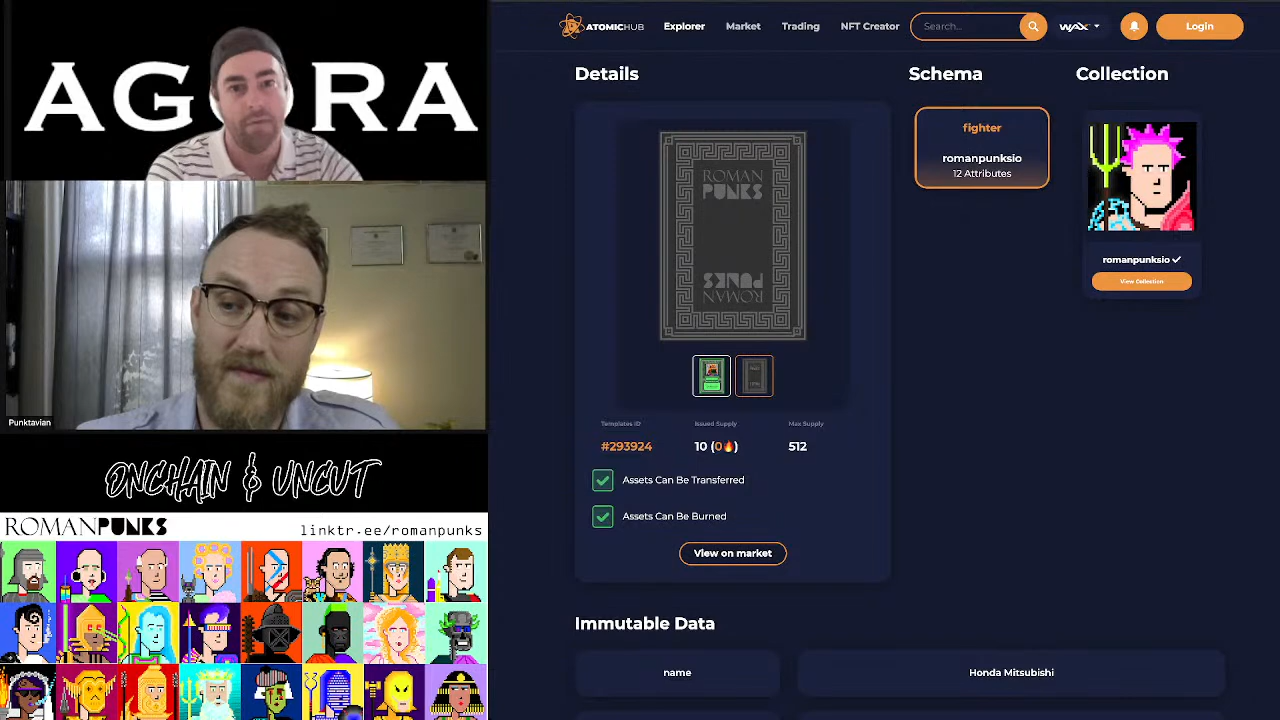 AGORA
Punktavian
ONCHAIN & UNCUT
ROMANPUNKS
linktr.ee/romanpunks
ATOMICHUB
Explorer
Market
Trading
NFT Creator
Search...
WAX
Login
Details
Schema
Collection
ROMAN
PUNKS
PUNKS
ROMAN
fighter
romanpunksio
12 Attributes
romanpunksio
View Collection
Templates ID
Issued Supply
Max Supply
#293924
10 (0🔥)
512
Assets Can Be Transferred
Assets Can Be Burned
View on market
Immutable Data
name
Honda Mitsubishi